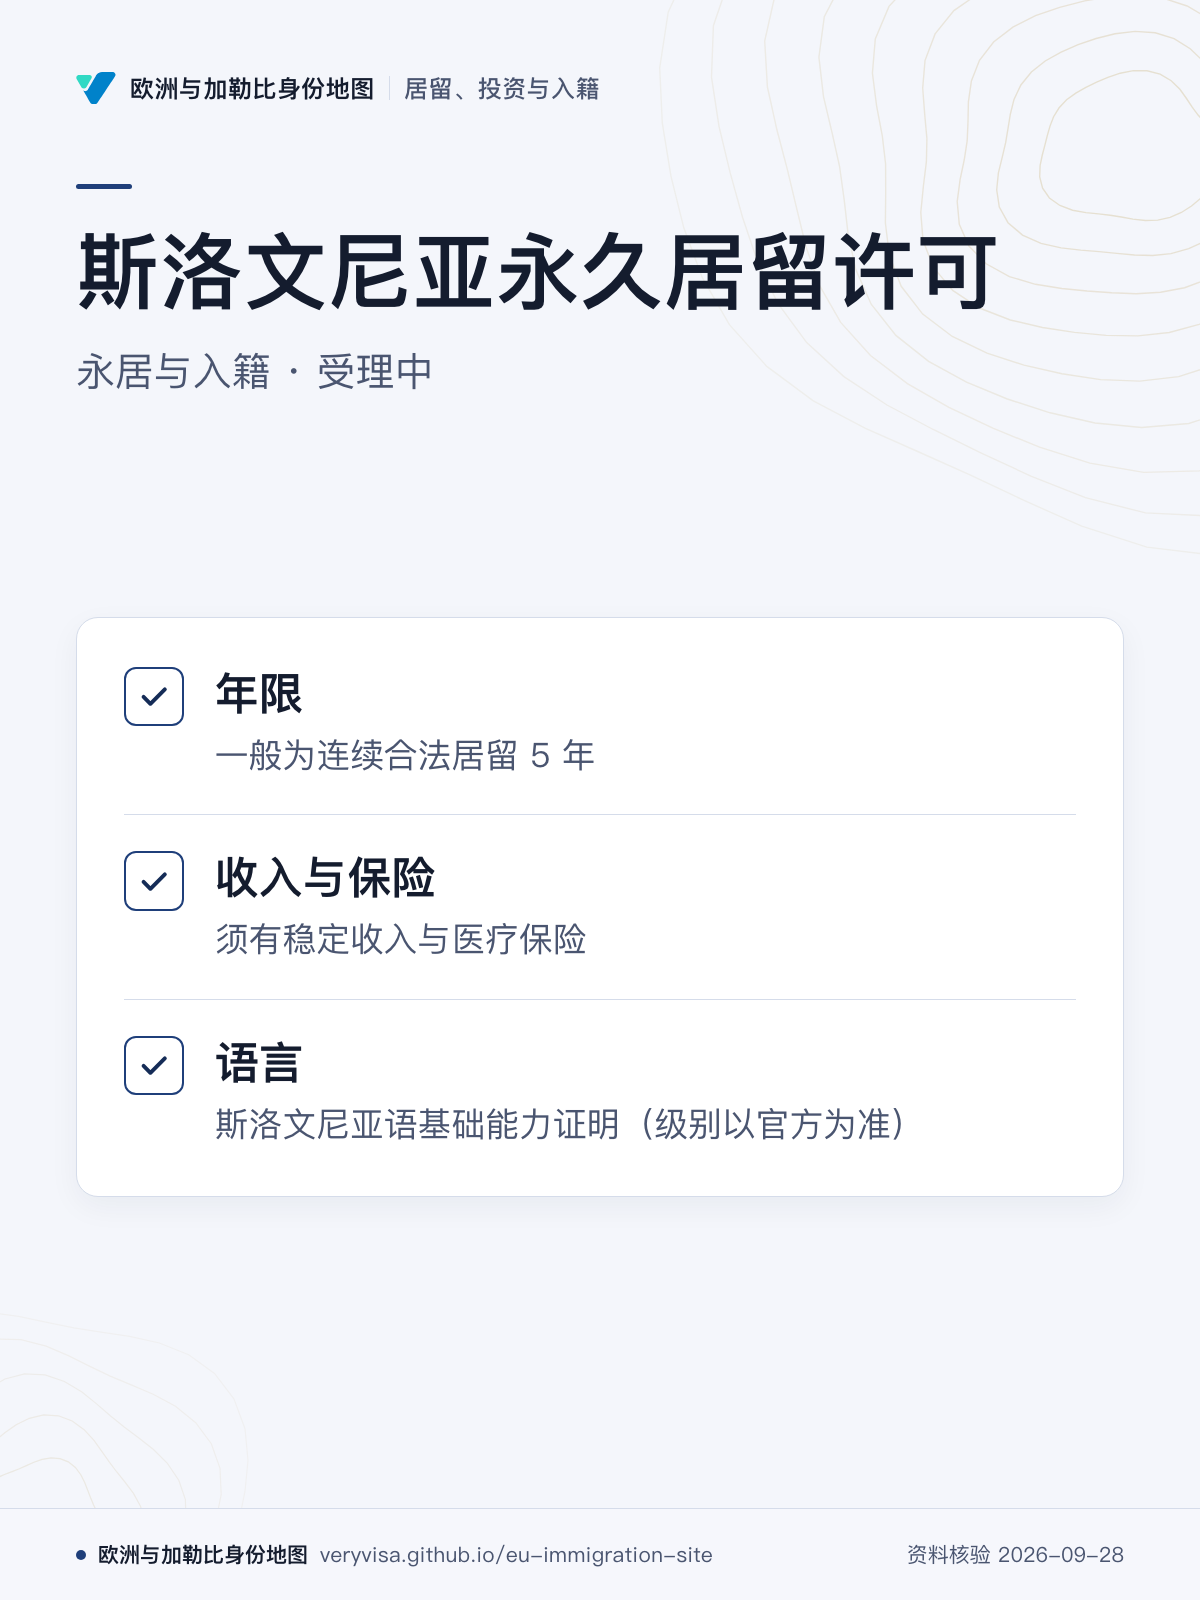 欧洲与加勒比身份地图 居留、投资与入籍
斯洛文尼亚永久居留许可
永居与入籍 · 受理中
年限
一般为连续合法居留 5 年
收入与保险
须有稳定收入与医疗保险
语言
斯洛文尼亚语基础能力证明（级别以官方为准）
欧洲与加勒比身份地图 veryvisa.github.io/eu-immigration-site 资料核验 2026-09-28